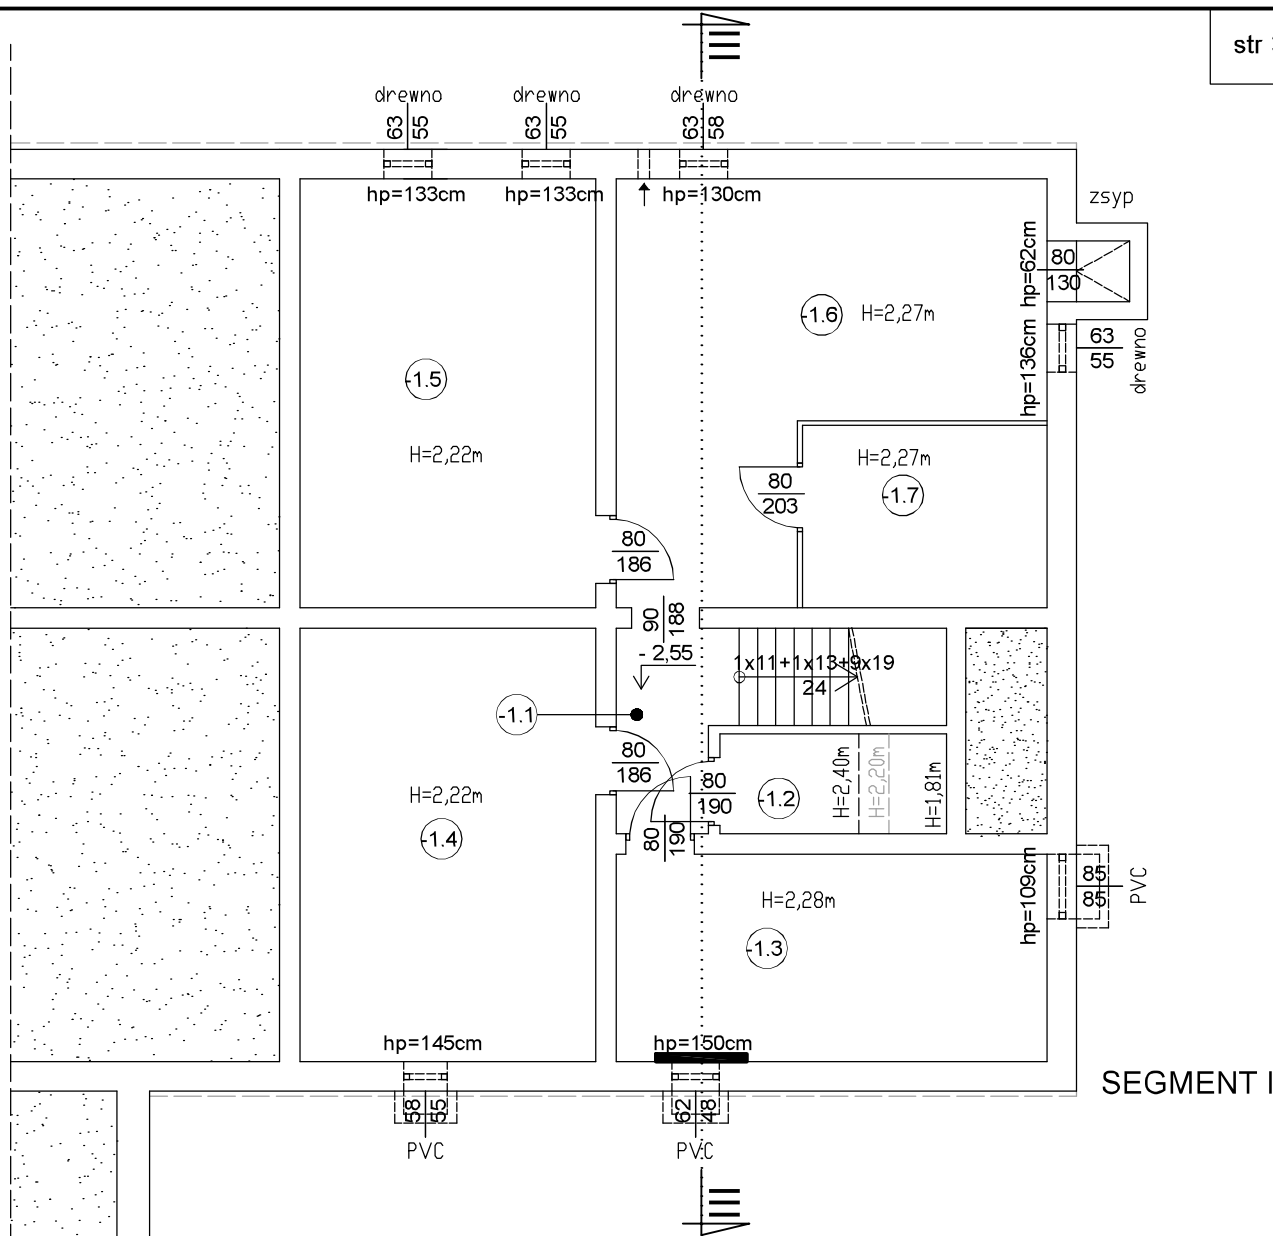 III
str
drewno
drewno
drewno
63
55
63
55
63
58
hp=133cm
hp=133cm
hp=130cm
zsyp
hp=62cm
80
130
-1.6
H=2,27m
hp=136cm
63
55
drewno
-1.5
H=2,22m
H=2,27m
-1.7
80
203
80
186
90
188
- 2,55
1x11+1x13+9x19
24
-1.1
80
186
80
190
-1.2
H=2,40m
H=2,20m
H=1,81m
H=2,22m
-1.4
80
190
hp=109cm
85
85
PVC
H=2,28m
-1.3
hp=145cm
hp=150cm
SEGMENT I
58
55
62
48
PVC
PVC
III